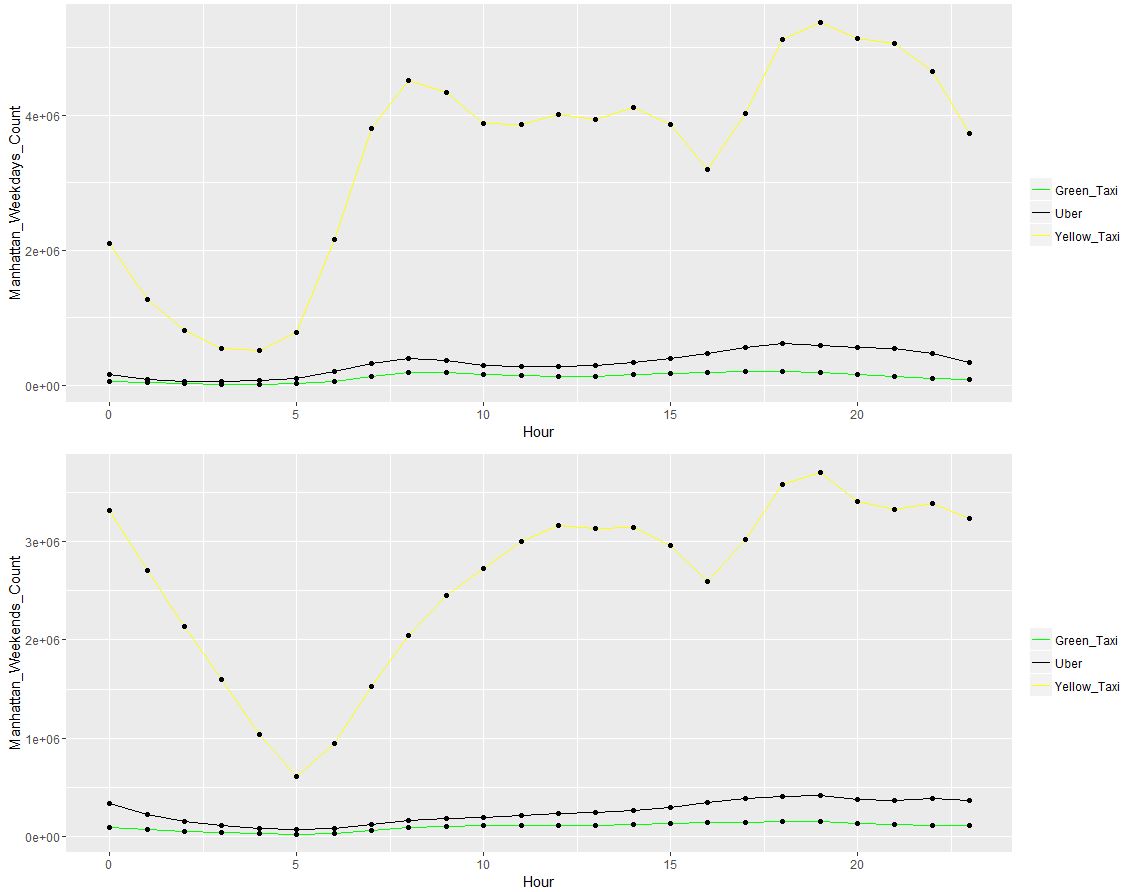 Manhattan_Weekdays_Count
4e+06
2e+06
0e+00
0 5 10 15 20
Hour
Green_Taxi
Uber
Yellow_Taxi
Manhattan_Weekends_Count
3e+06
2e+06
1e+06
0e+00
0 5 10 15 20
Hour
Green_Taxi
Uber
Yellow_Taxi